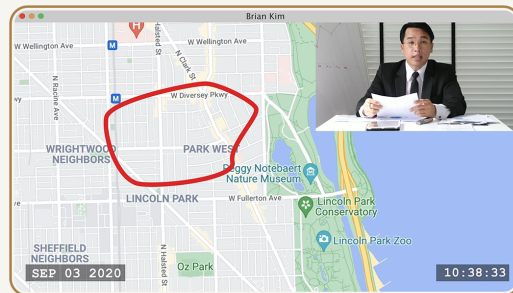 Brian Kim
W Wellington Ave
W Wellington Ave
N Halsted St
N Clark St
N Racine Ave
W Diversey Pkwy
WRIGHTWOOD
NEIGHBORS
PARK WEST
Peggy Notebaert
Nature Museum
LINCOLN PARK
W Fullerton Ave
Lincoln Park
Conservatory
Lincoln Park Zoo
SHEFFIELD
NEIGHBORS
N Halsted St
Oz Park
SEP 03 2020
10:38:33